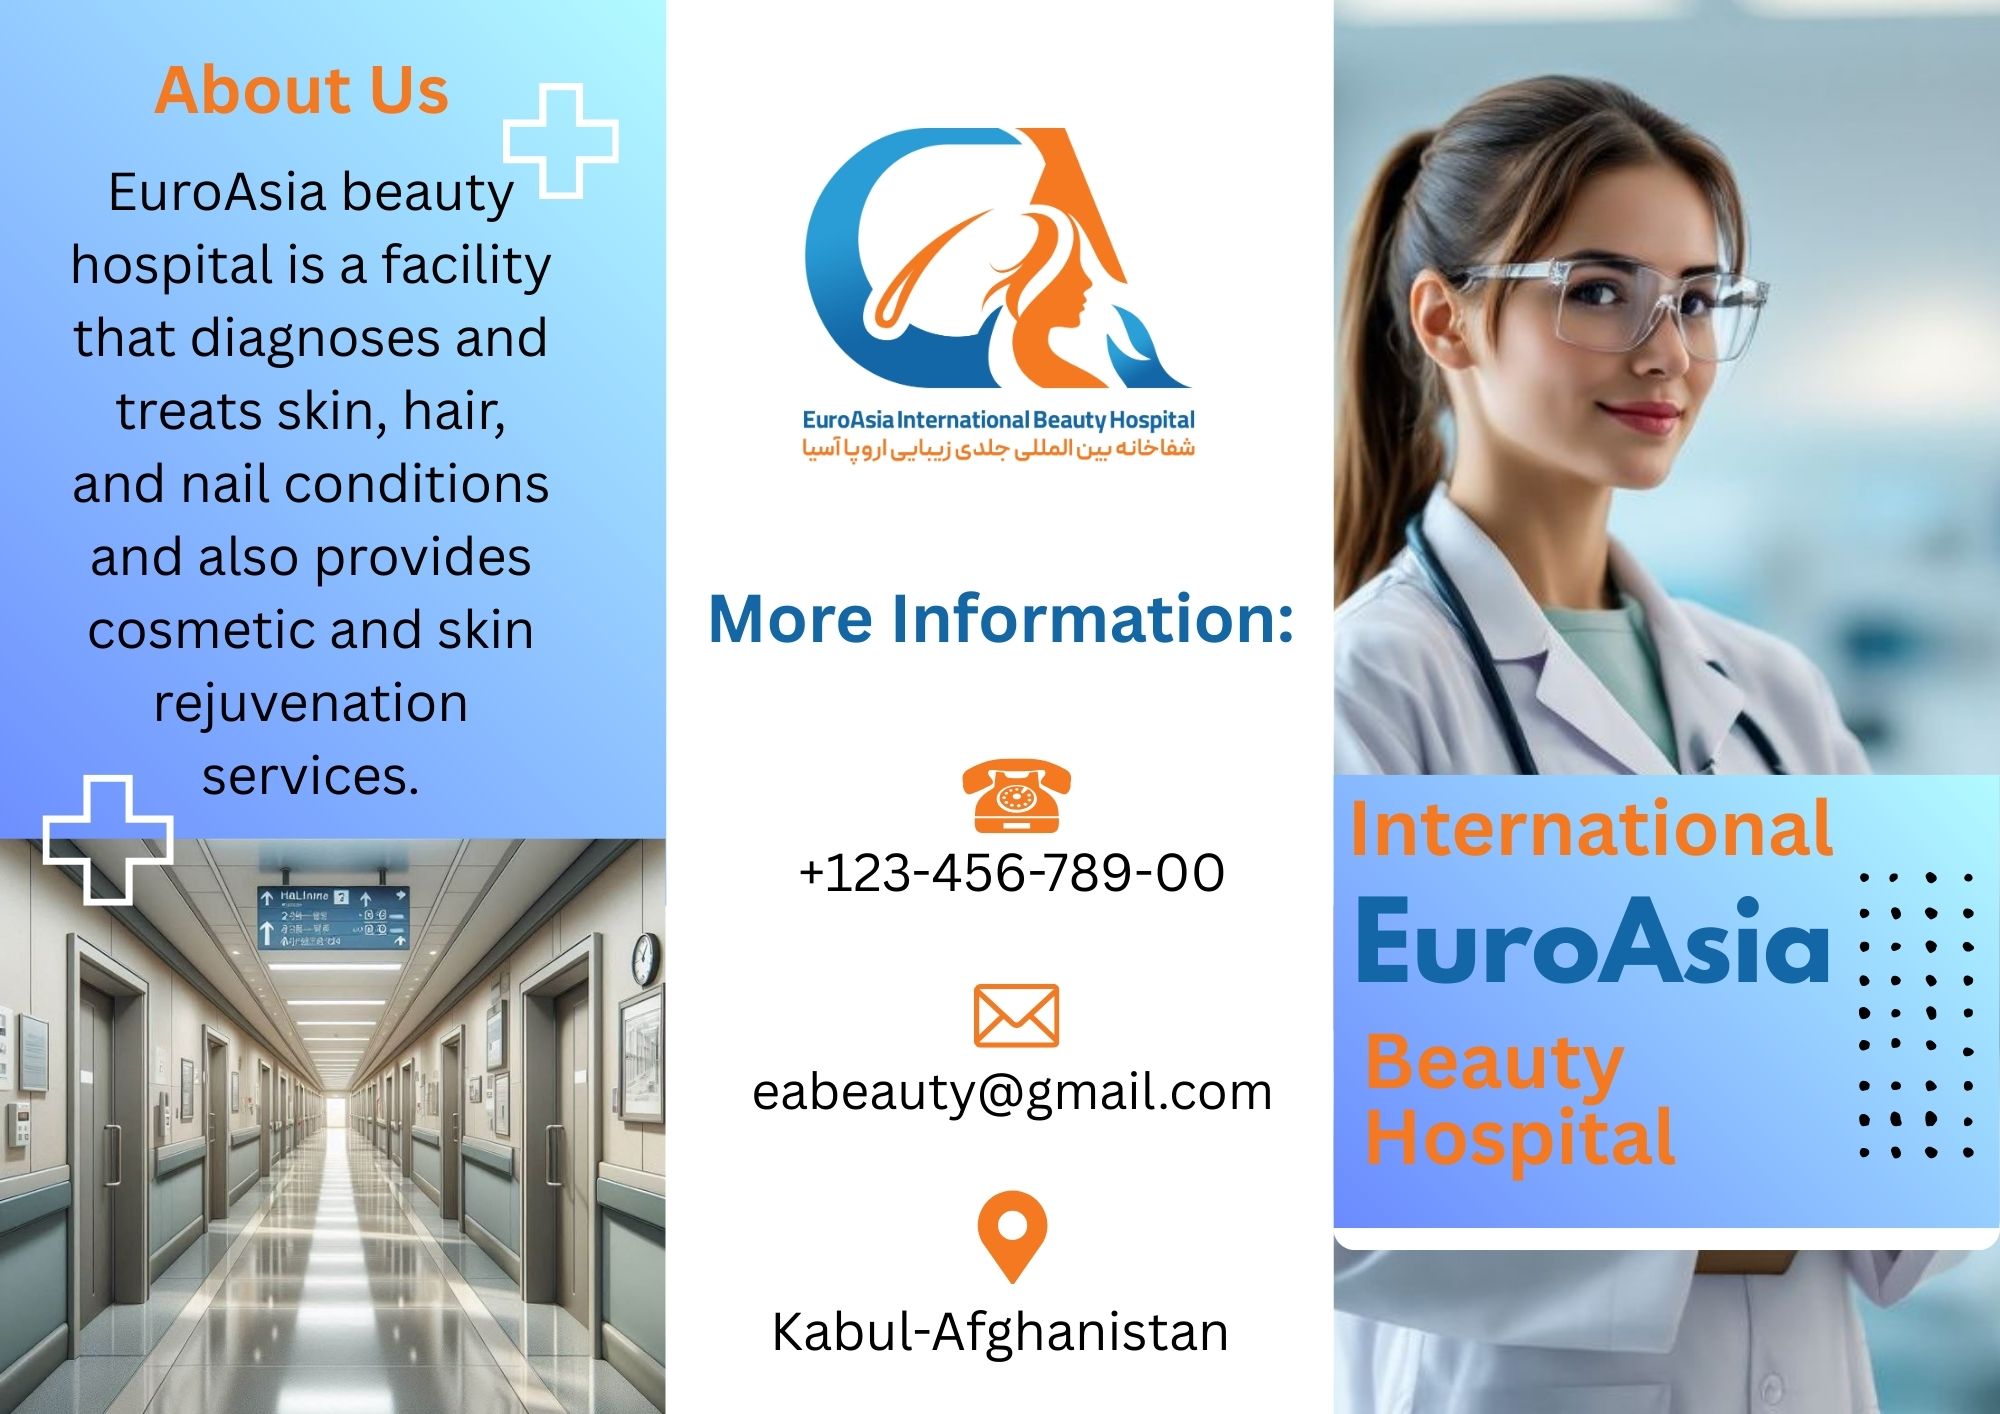 About Us
EuroAsia beauty
hospital is a facility
that diagnoses and
treats skin, hair,
and nail conditions
and also provides
cosmetic and skin
rejuvenation
services.
EuroAsia International Beauty Hospital
شفاخانه بین المللی جلدی زیبایی اروپا آسیا
More Information:
+123-456-789-00
eabeauty@gmail.com
Kabul-Afghanistan
International
EuroAsia
Beauty
Hospital